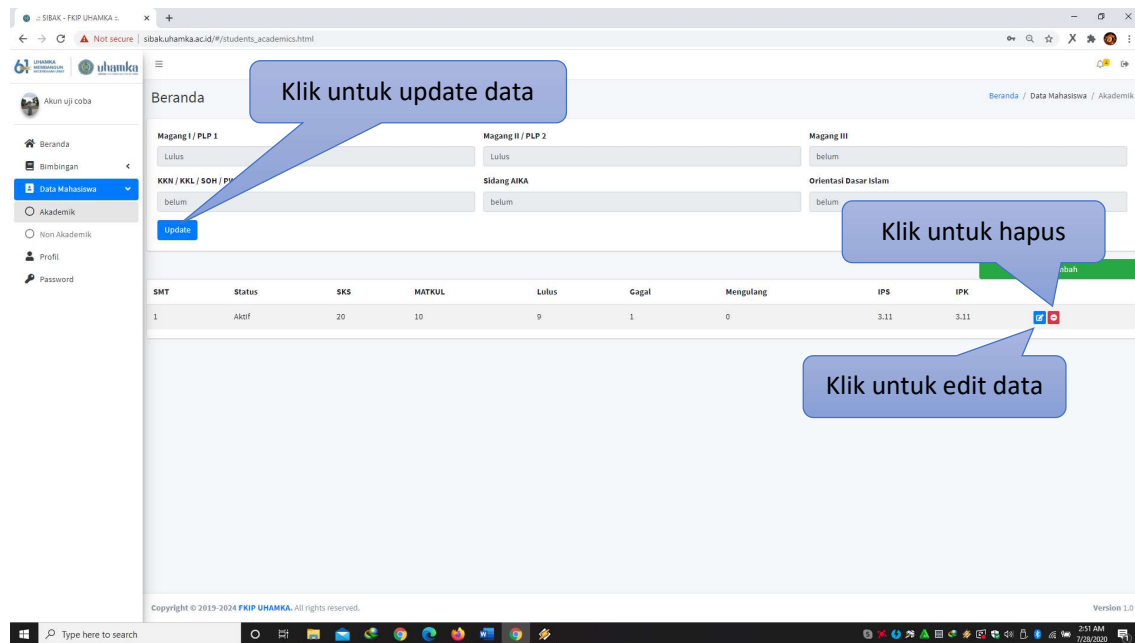 .:: SIBAK - FKIP UHAMKA ::.
Not secure | sibak.uhamka.ac.id/#/students_academics.html
61 UHAMKA
uhamka
Akun uji coba
Beranda
Bimbingan
Data Mahasiswa
Akademik
Non Akademik
Profil
Password
Beranda
Klik untuk update data
Beranda / Data Mahasiswa / Akademik
Magang I / PLP 1
Magang II / PLP 2
Magang III
Lulus
Lulus
belum
KKN / KKL / SOH /
Sidang AIKA
Orientasi Dasar Islam
belum
belum
belum
Update
Klik untuk hapus
bah
SMT Status SKS MATKUL Lulus Gagal Mengulang IPS IPK
1 Aktif 20 10 9 1 0 3.11 3.11
Klik untuk edit data
Copyright © 2019-2024 FKIP UHAMKA. All rights reserved.
Version 1.0
Type here to search
2:51 AM
7/28/2020